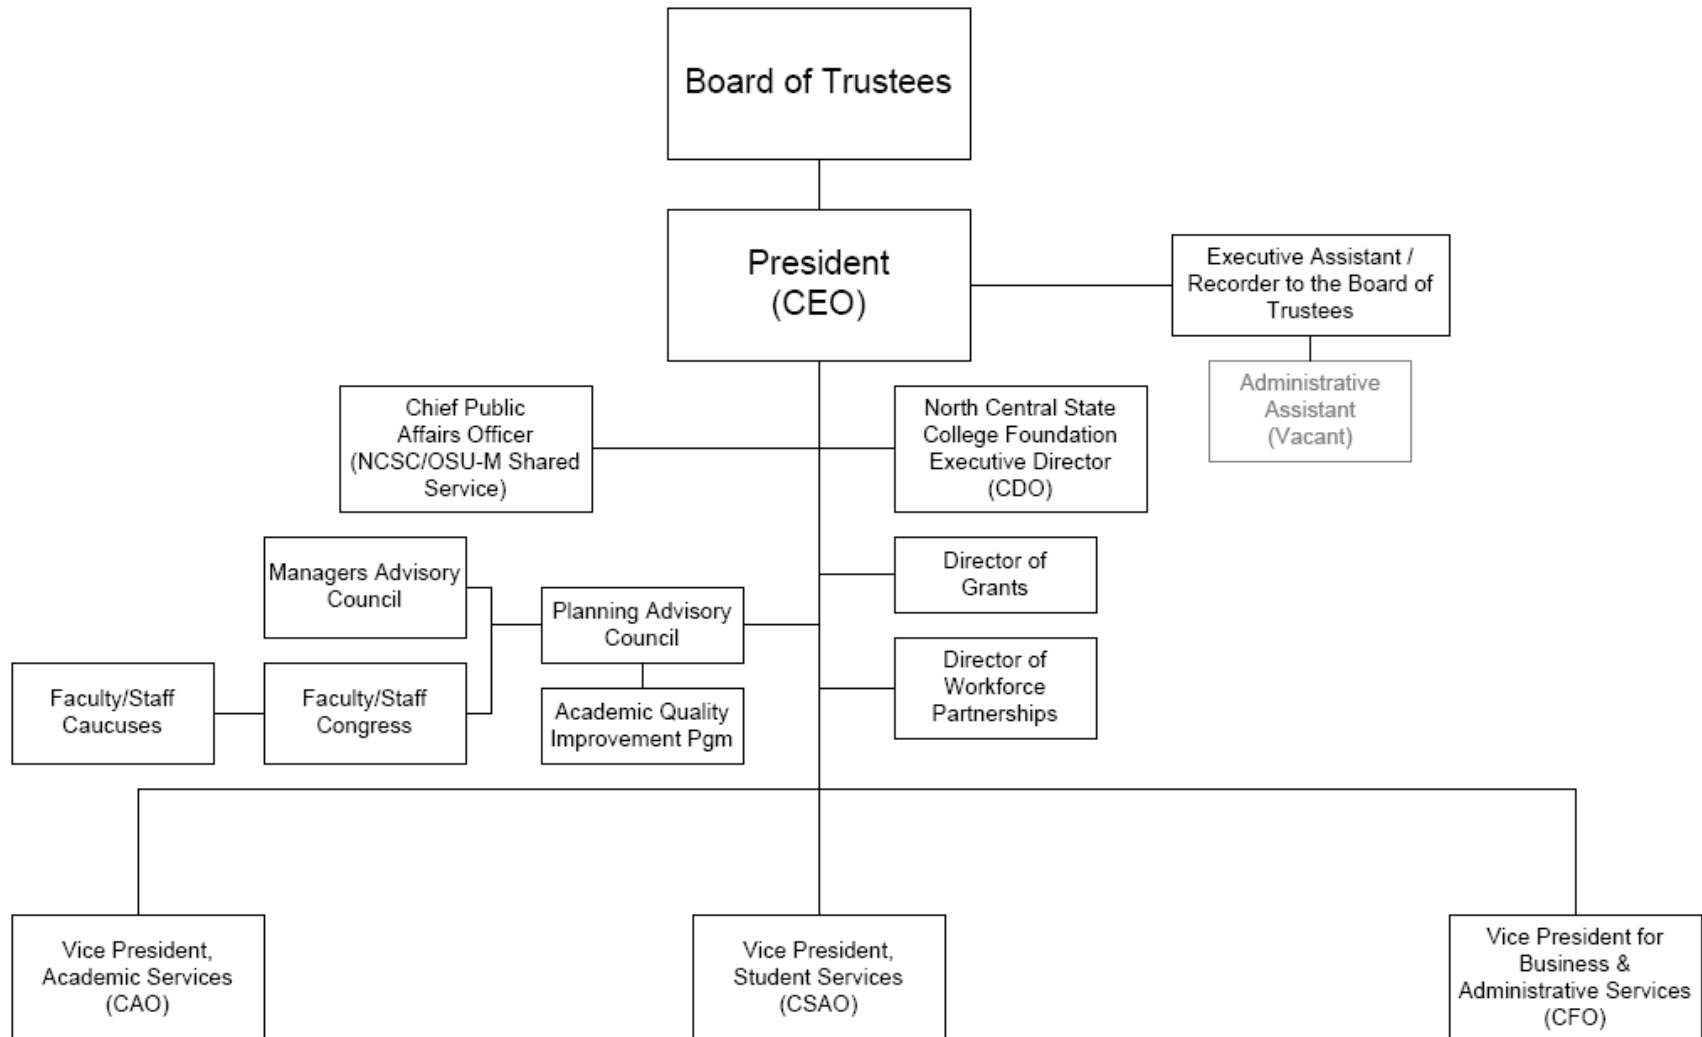 Board of Trustees
President
(CEO)
Executive Assistant /
Recorder to the Board of
Trustees
Administrative
Assistant
(Vacant)
Chief Public
Affairs Officer
(NCSC/OSU-M Shared
Service)
North Central State
College Foundation
Executive Director
(CDO)
Managers Advisory
Council
Planning Advisory
Council
Director of
Grants
Faculty/Staff
Caucuses
Faculty/Staff
Congress
Academic Quality
Improvement Pgm
Director of
Workforce
Partnerships
Vice President,
Academic Services
(CAO)
Vice President,
Student Services
(CSAO)
Vice President for
Business &
Administrative Services
(CFO)